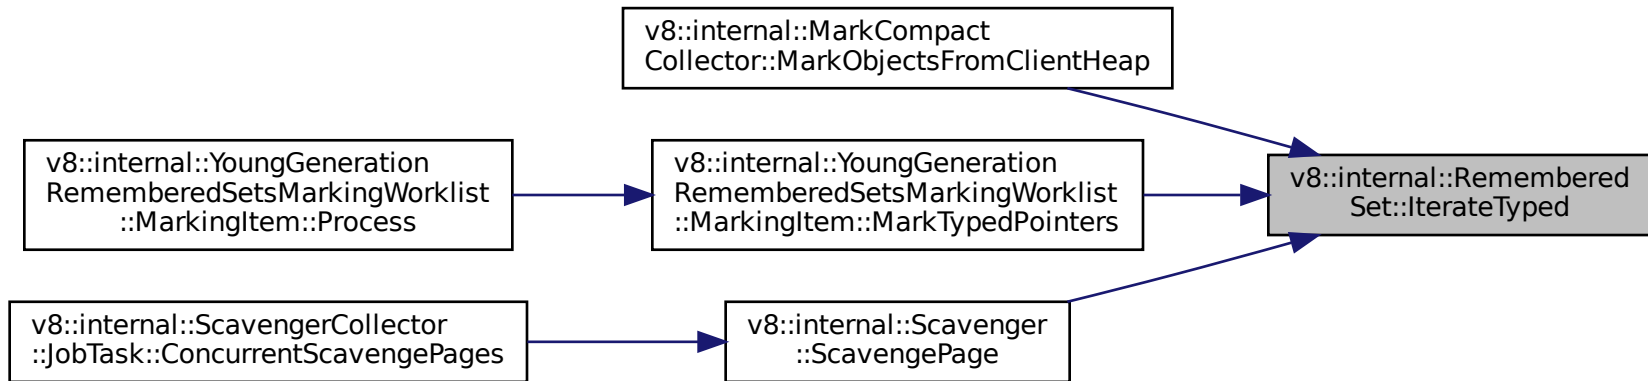 v8::internal::MarkCompact
Collector::MarkObjectsFromClientHeap
v8::internal::YoungGeneration
RememberedSetsMarkingWorklist
::MarkingItem::Process
v8::internal::YoungGeneration
RememberedSetsMarkingWorklist
::MarkingItem::MarkTypedPointers
v8::internal::Remembered
Set::IterateTyped
v8::internal::ScavengerCollector
::JobTask::ConcurrentScavengePages
v8::internal::Scavenger
::ScavengePage